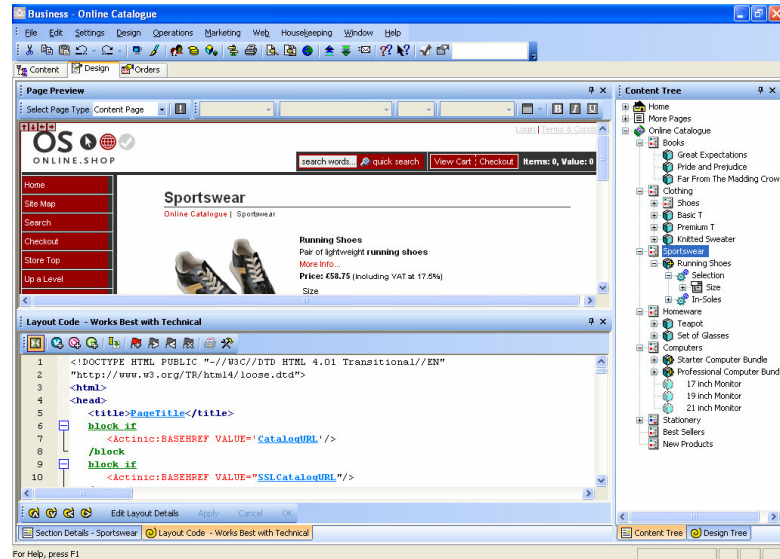 Business - Online Catalogue
File Edit Settings Design Operations Marketing Web Housekeeping Window Help
Content Design Orders
Page Preview
Select Page Type Content Page
B I U
OS
ONLINE.SHOP
Login | Terms & Condi
search words... quick search View Cart Checkout Items: 0, Value: 0
Home
Site Map
Search
Checkout
Store Top
Up a Level
Sportswear
Online Catalogue | Sportswear
Running Shoes
Pair of lightweight running shoes
More Info...
Price: £58.75 (Including VAT at 17.5%)
Size
Layout Code - Works Best with Technical
1 <!DOCTYPE HTML PUBLIC "-//W3C//DTD HTML 4.01 Transitional//EN"
2 "http://www.w3.org/TR/html4/loose.dtd">
3 <html>
4 <head>
5 <title>PageTitle</title>
6 block if
7 <Actinic:BASEHREF VALUE='CatalogURL'/>
8 /block
9 block if
10 <Actinic:BASEHREF VALUE="SSLCatalogURL"/>
Edit Layout Details Apply Cancel OK
Section Details - Sportswear Layout Code - Works Best with Technical
Content Tree
Home
More Pages
Online Catalogue
Books
Great Expectations
Pride and Prejudice
Far From The Madding Crow
Clothing
Shoes
Basic T
Premium T
Knitted Sweater
Sportswear
Running Shoes
Selection
Size
In-Soles
Homeware
Teapot
Set of Glasses
Computers
Starter Computer Bundle
Professional Computer Bund
17 inch Monitor
19 inch Monitor
21 inch Monitor
Stationery
Best Sellers
New Products
Content Tree Design Tree
For Help, press F1